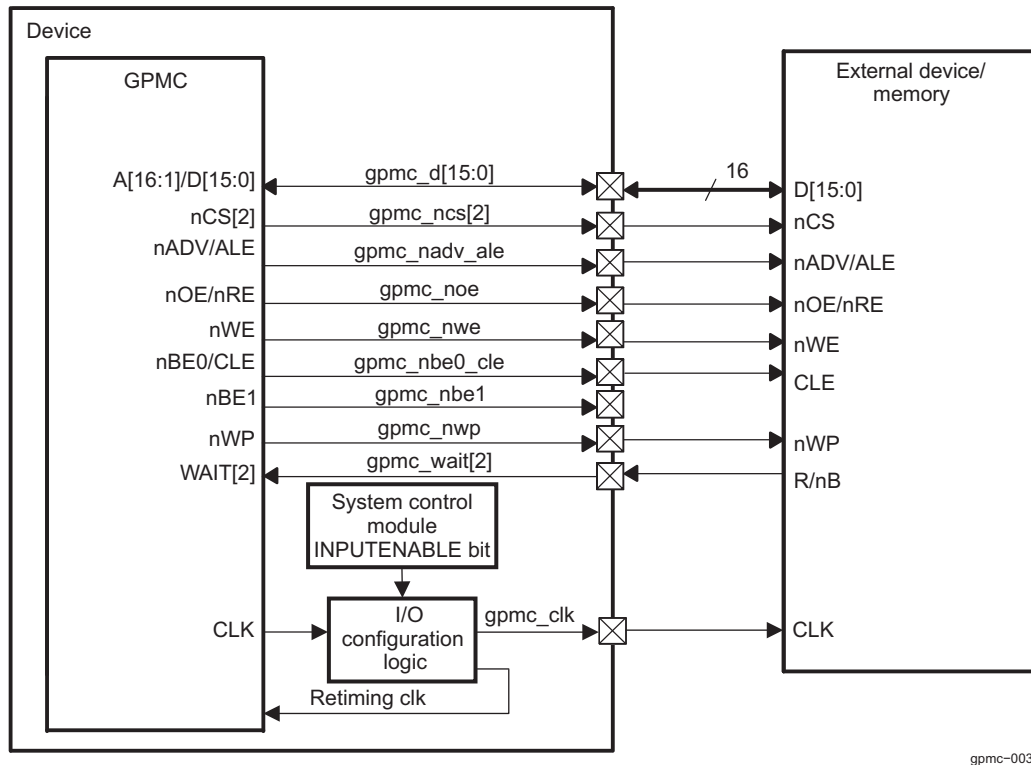 Device
GPMC
External device/
memory
A[16:1]/D[15:0]
gpmc_d[15:0]
16
D[15:0]
nCS[2]
gpmc_ncs[2]
nCS
nADV/ALE
gpmc_nadv_ale
nADV/ALE
nOE/nRE
gpmc_noe
nOE/nRE
nWE
gpmc_nwe
nWE
nBE0/CLE
gpmc_nbe0_cle
CLE
nBE1
gpmc_nbe1
nWP
gpmc_nwp
nWP
WAIT[2]
gpmc_wait[2]
R/nB
System control
module
INPUTENABLE bit
CLK
I/O
configuration
logic
gpmc_clk
CLK
Retiming clk
gpmc−003